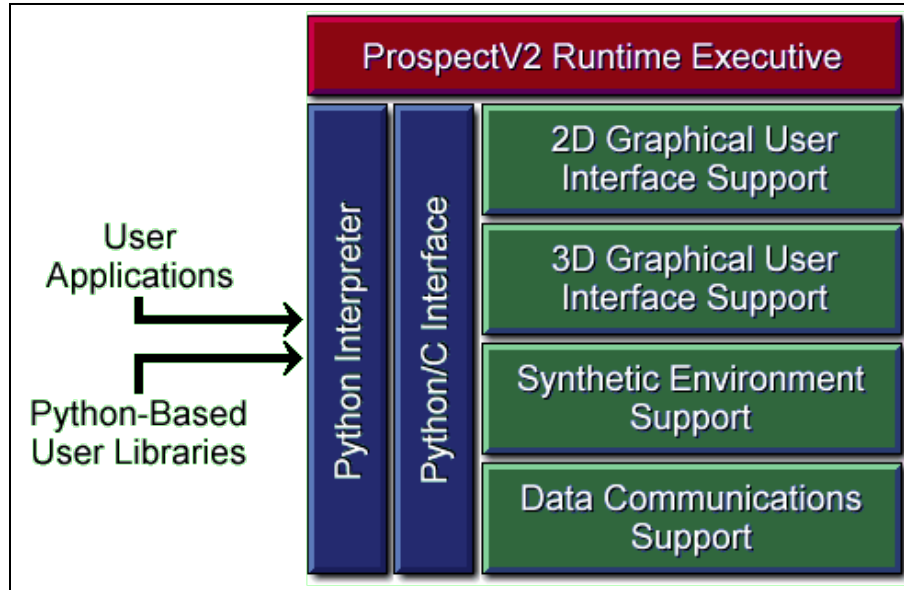 ProspectV2 Runtime Executive
User
Applications
Python-Based
User Libraries
Python Interpreter
Python/C Interface
2D Graphical User
Interface Support
3D Graphical User
Interface Support
Synthetic Environment
Support
Data Communications
Support